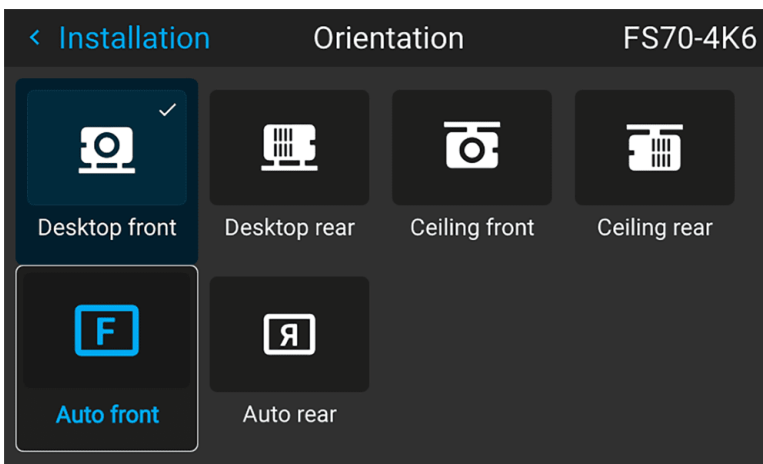 < Installation Orientation FS70-4K6
Desktop front Desktop rear Ceiling front Ceiling rear
F Я
Auto front Auto rear